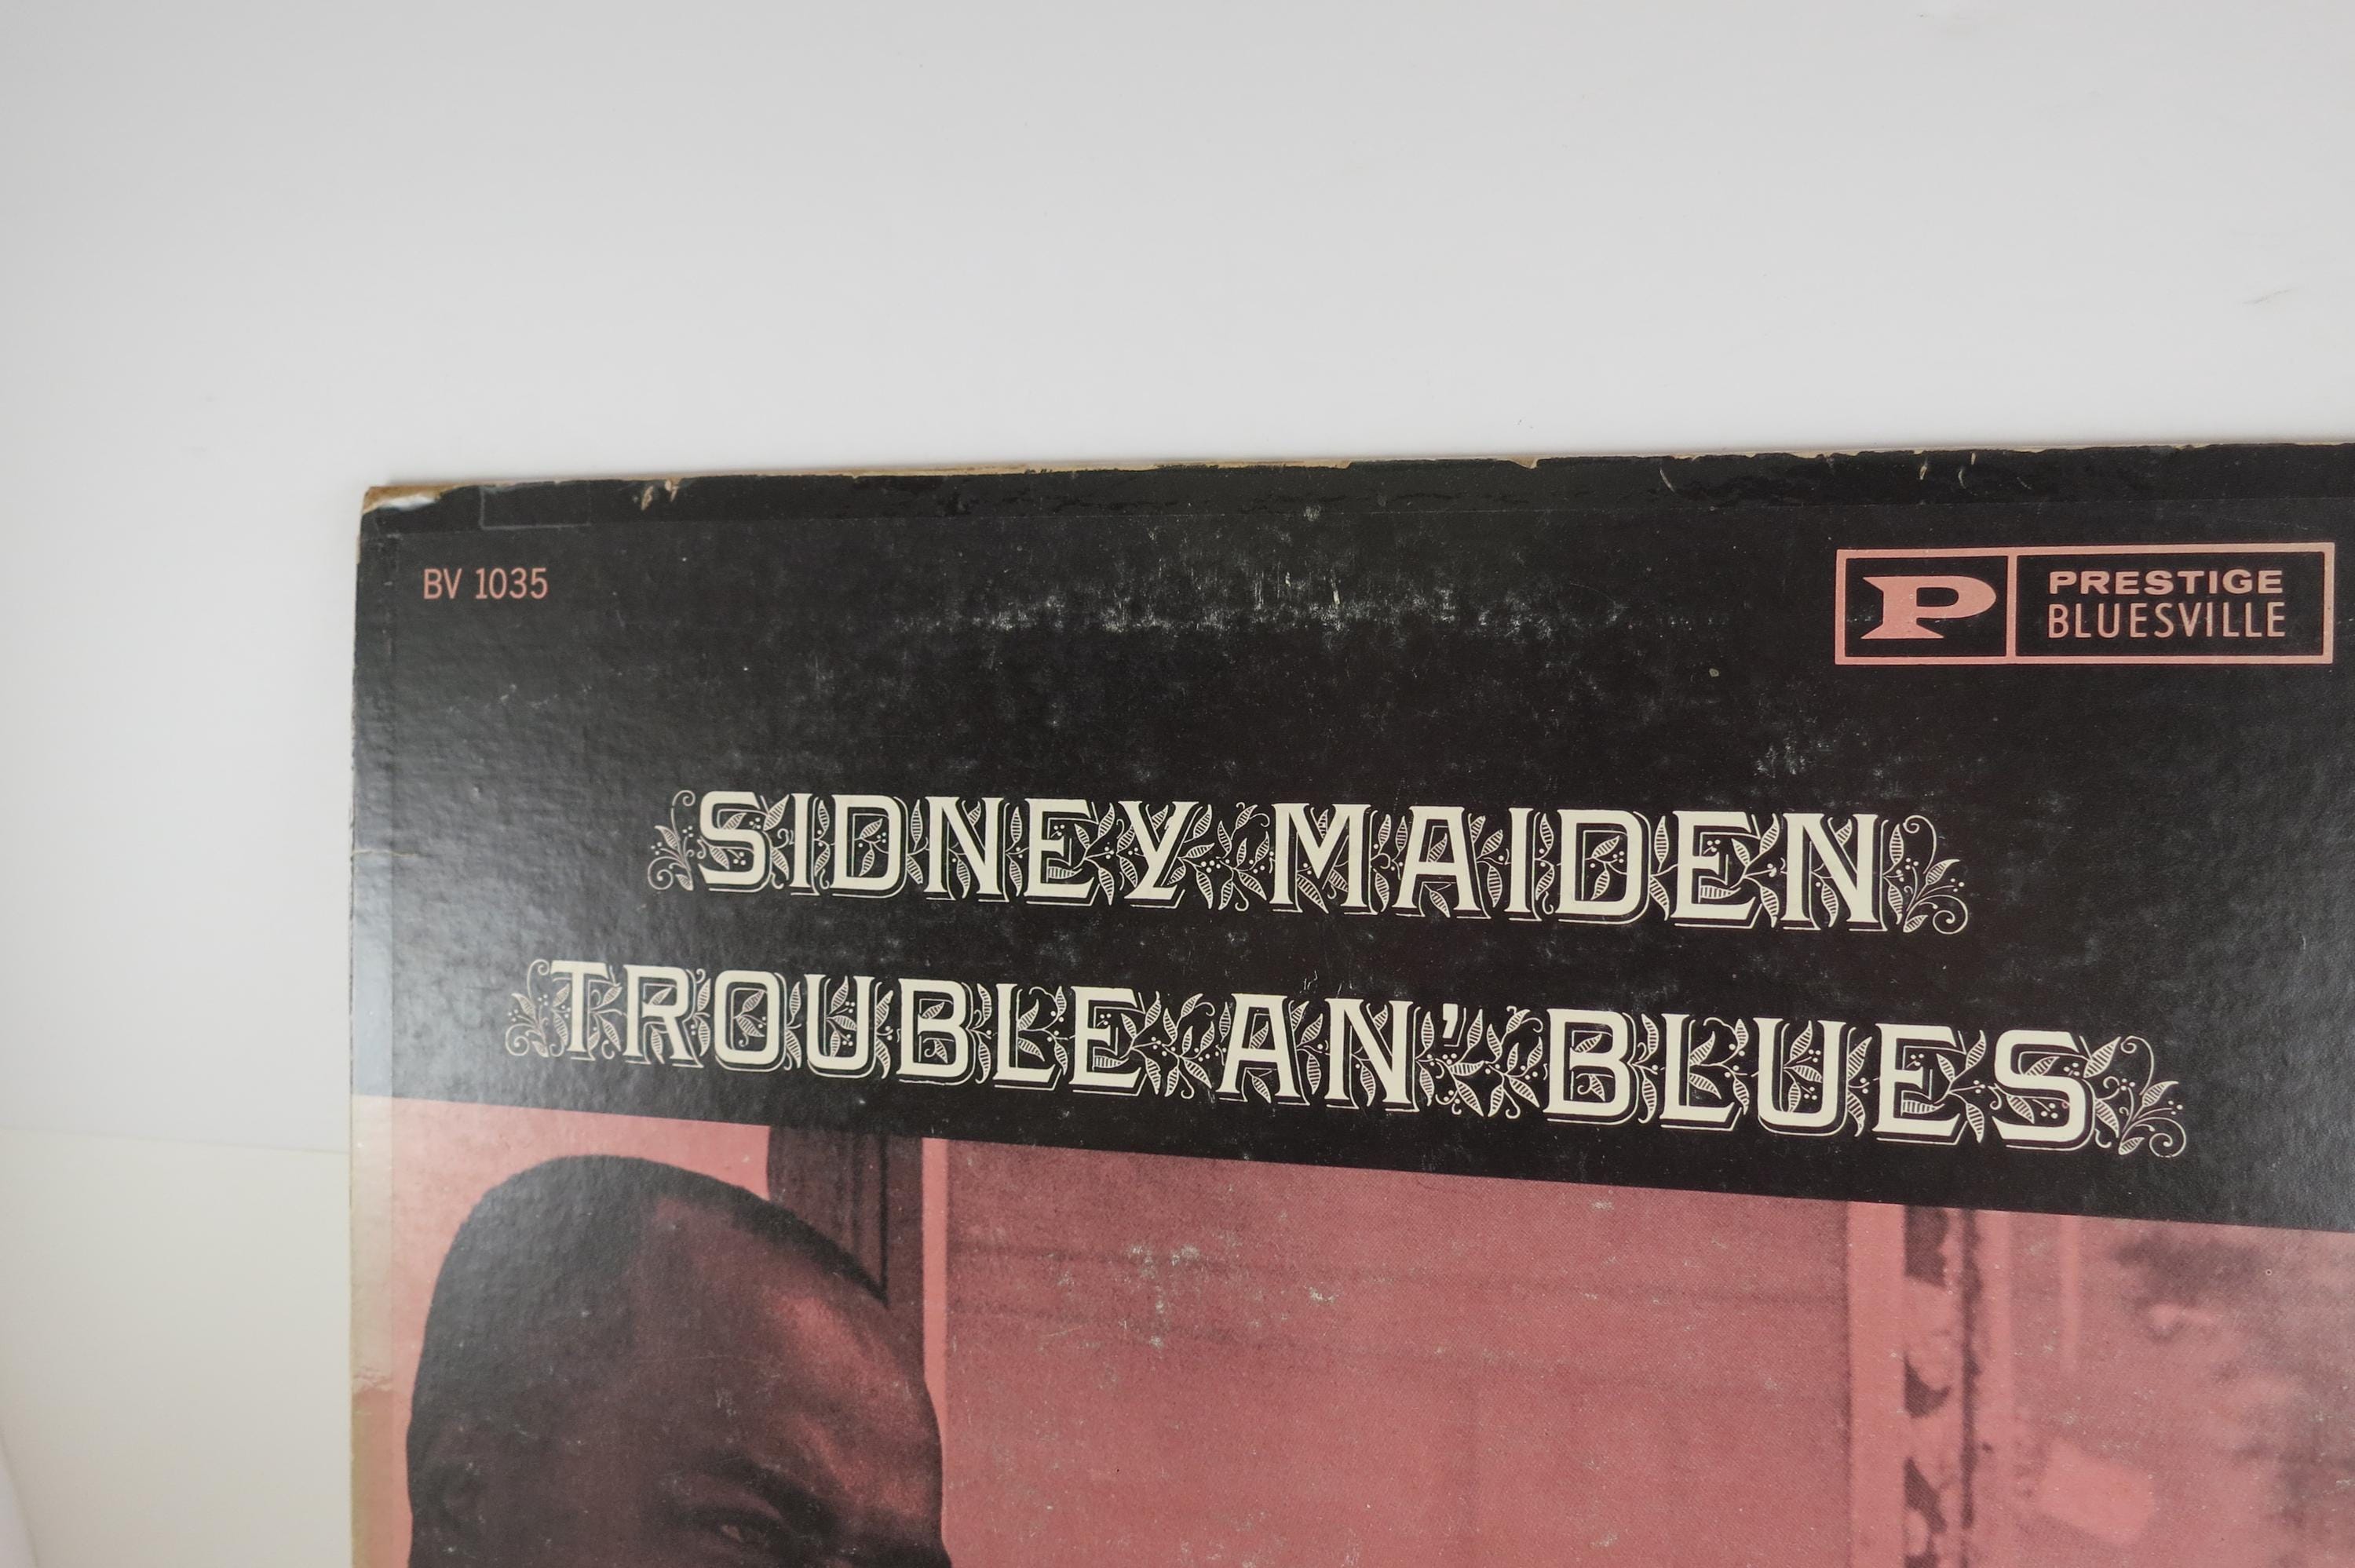 BV 1035
P
PRESTIGE
BLUESVILLE
SIDNEY MAIDEN
TROUBLE AN' BLUES